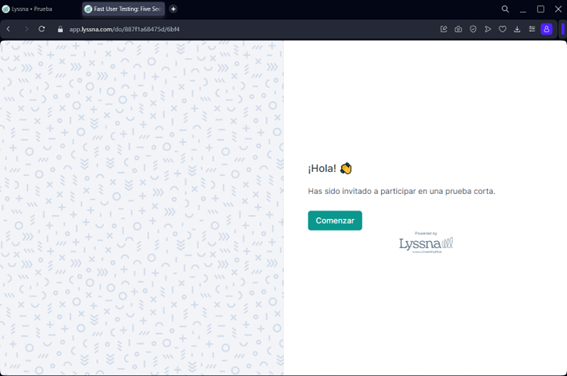 Lyssna • Prueba
Fast User Testing: Five Sec
app.lyssna.com/do/887f1a68475d/6bf4
¡Hola! 👋
Has sido invitado a participar en una prueba corta.
Comenzar
Powered by
Lyssna